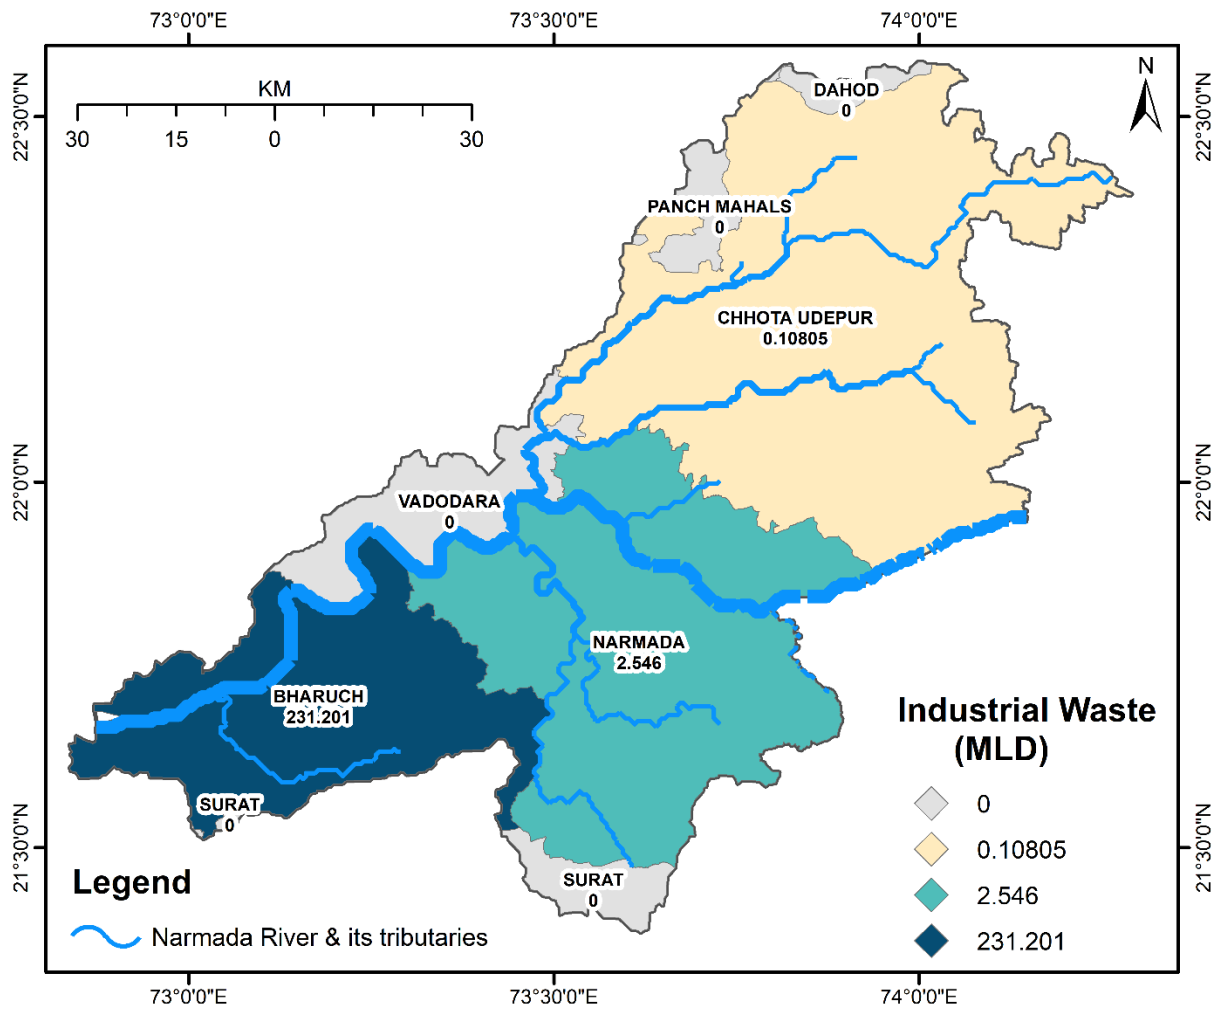 73°0'0"E 73°30'0"E 74°0'0"E
N
KM
30 15 0 30
22°30'0"N 22°30'0"N
DAHOD
0
PANCH MAHALS
0
CHHOTA UDEPUR
0.10805
22°0'0"N 22°0'0"N
VADODARA
0
NARMADA
2.546
BHARUCH
231.201
SURAT
0
21°30'0"N 21°30'0"N
SURAT
0
Industrial Waste
(MLD)
0
0.10805
2.546
231.201
Legend
Narmada River & its tributaries
73°0'0"E 73°30'0"E 74°0'0"E